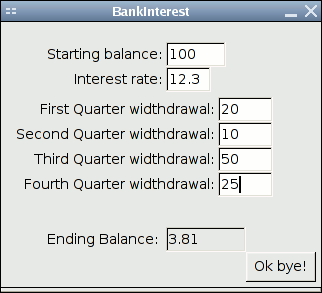 BankInterest
Starting balance: 100
Interest rate: 12.3
First Quarter widthdrawal: 20
Second Quarter widthdrawal: 10
Third Quarter widthdrawal: 50
Fourth Quarter widthdrawal: 25
Ending Balance: 3.81
Ok bye!